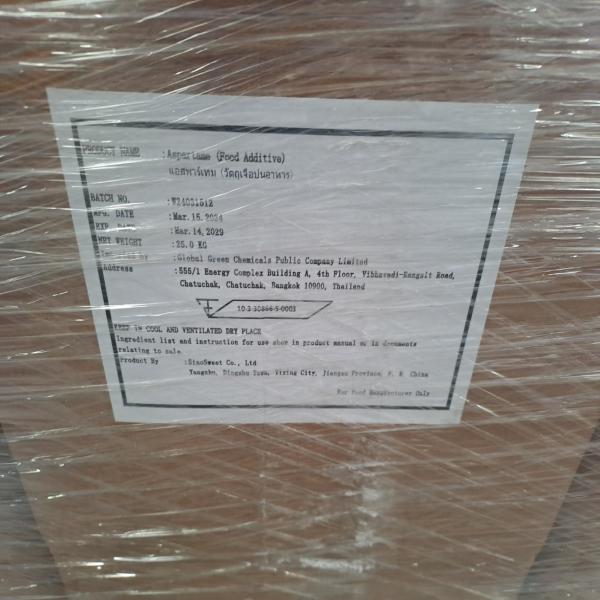 PRODUCT NAME :Aspartame (Food Additive)
แอสพาร์เทม (วัตถุเจือปนอาหาร)
BATCH NO. :W24031512
MFG. DATE :Mar.15.2024
EXP. DATE :Mar.14.2029
NET WEIGHT :25.0 KG
Imported by :Global Green Chemicals Public Company Limited
Address :555/1 Energy Complex Building A, 4th Floor, Vibhavadi-Rangsit Road,
Chatuchak, Chatuchak, Bangkok 10900, Thailand
10-3-30866-5-0003
KEEP IN COOL AND VENTILATED DRY PLACE
Ingredient list and instruction for use show in product manual or in documents
relating to sale.
Product By :SinoSweet Co., Ltd
Yangshu, Dingshu Town, Yixing City, Jiangsu Province, P. R. China
For Food Manufacturer Only